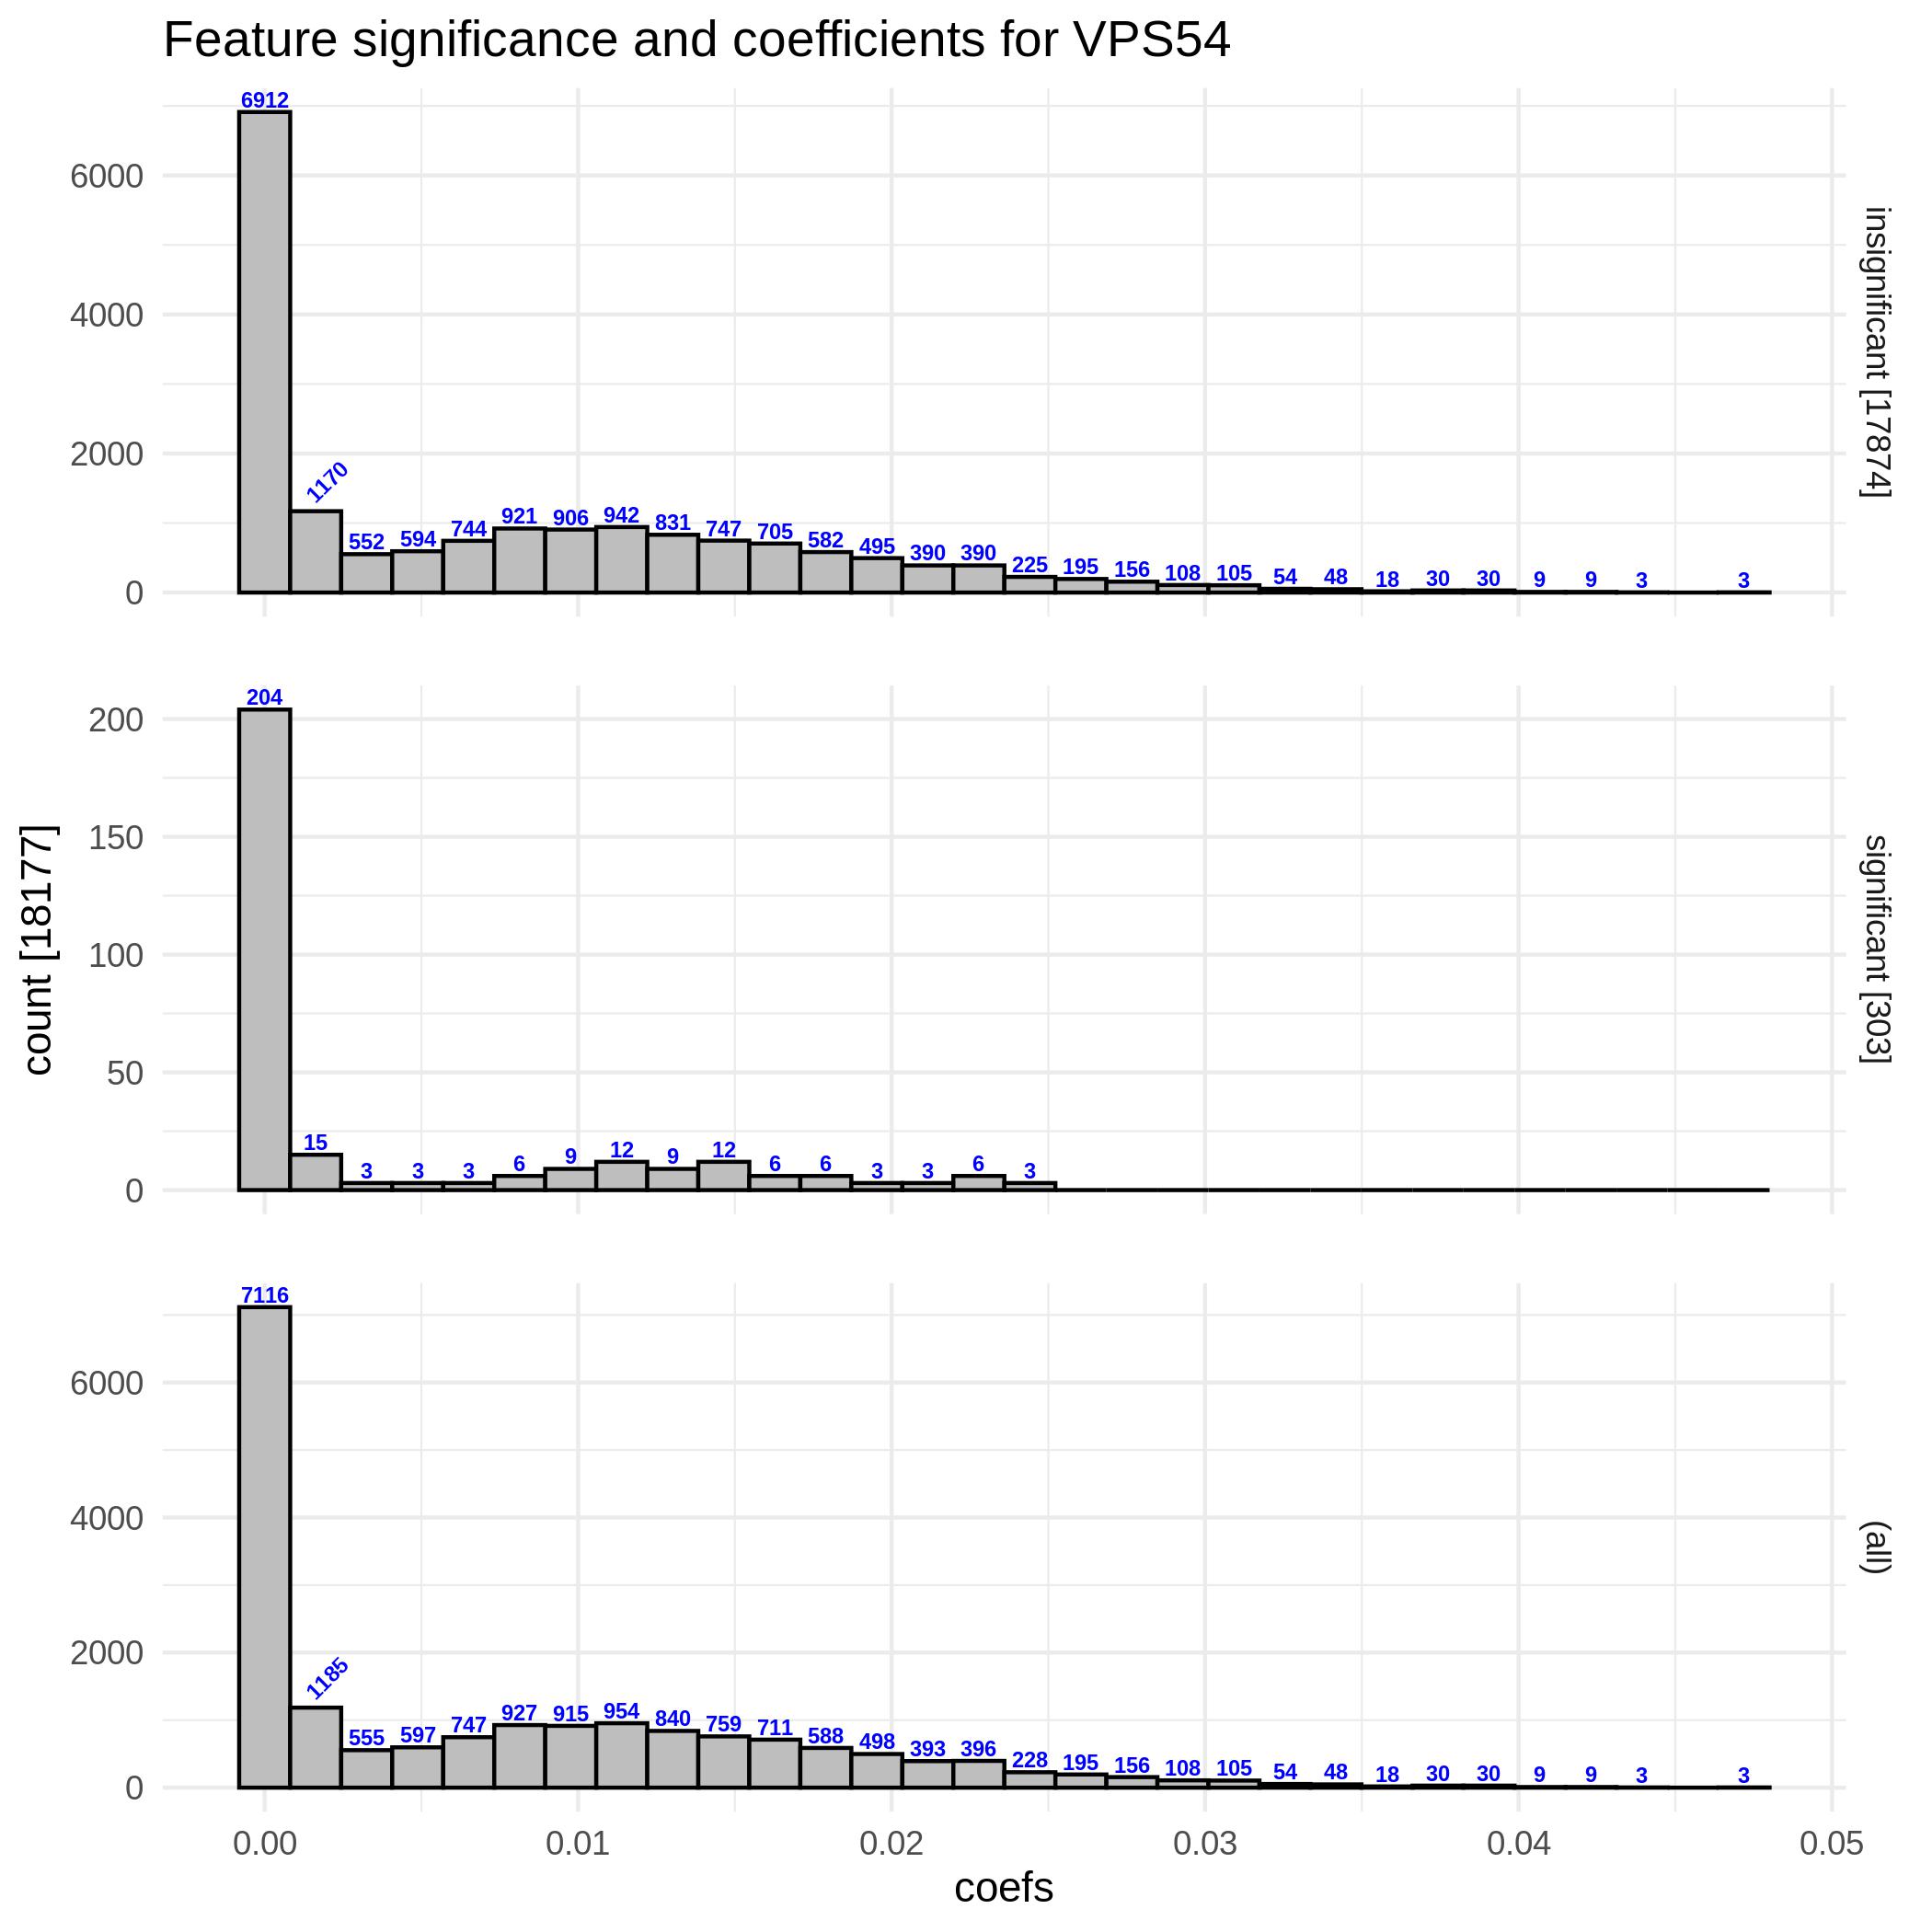 Feature significance and coefficients for VPS54
count [18177]
6000
4000
2000
0
6912
1170
552 594 744 921 906 942 831 747 705 582 495 390 390 225 195 156 108 105 54 48 18 30 30 9 9 3 3
insignificant [17874]
200
150
100
50
0
204
15
3 3 3 6 9 12 9 12 6 6 3 3 6 3
significant [303]
6000
4000
2000
0
7116
1185
555 597 747 927 915 954 840 759 711 588 498 393 396 228 195 156 108 105 54 48 18 30 30 9 9 3 3
(all)
0.00 0.01 0.02 0.03 0.04 0.05
coefs